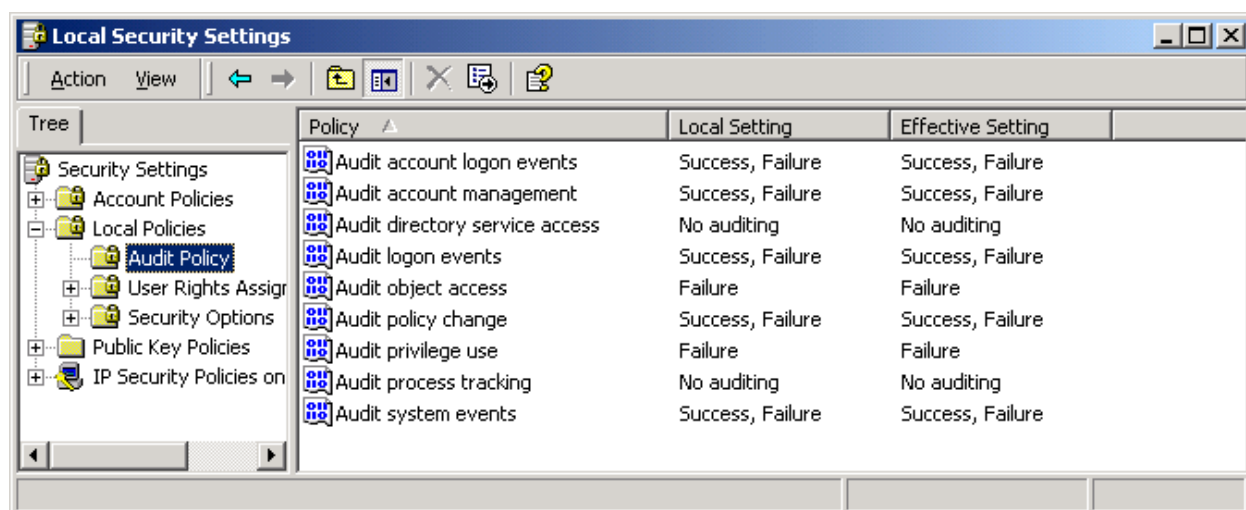 Local Security Settings
Action View
Tree
Policy Local Setting Effective Setting
Security Settings
Account Policies
Local Policies
Audit Policy
User Rights Assigr
Security Options
Public Key Policies
IP Security Policies on
Audit account logon events Success, Failure Success, Failure
Audit account management Success, Failure Success, Failure
Audit directory service access No auditing No auditing
Audit logon events Success, Failure Success, Failure
Audit object access Failure Failure
Audit policy change Success, Failure Success, Failure
Audit privilege use Failure Failure
Audit process tracking No auditing No auditing
Audit system events Success, Failure Success, Failure